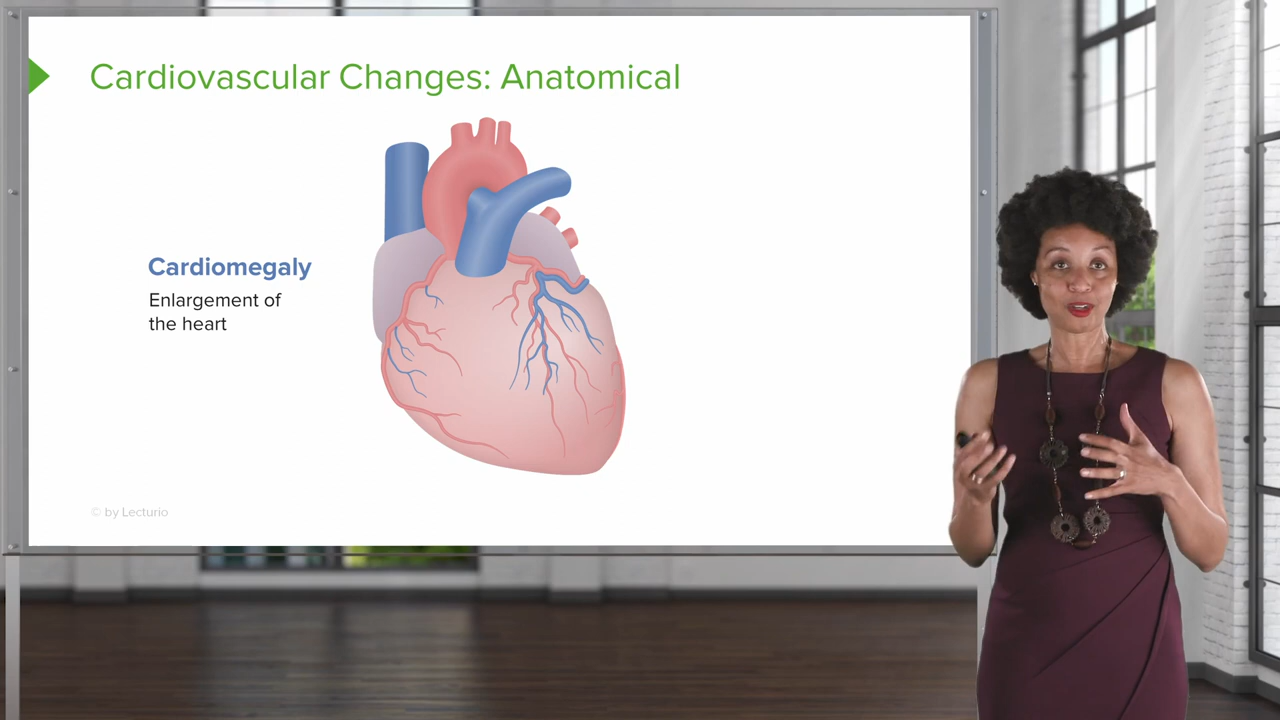 Cardiovascular Changes: Anatomical
Cardiomegaly
Enlargement of
the heart
© by Lecturio